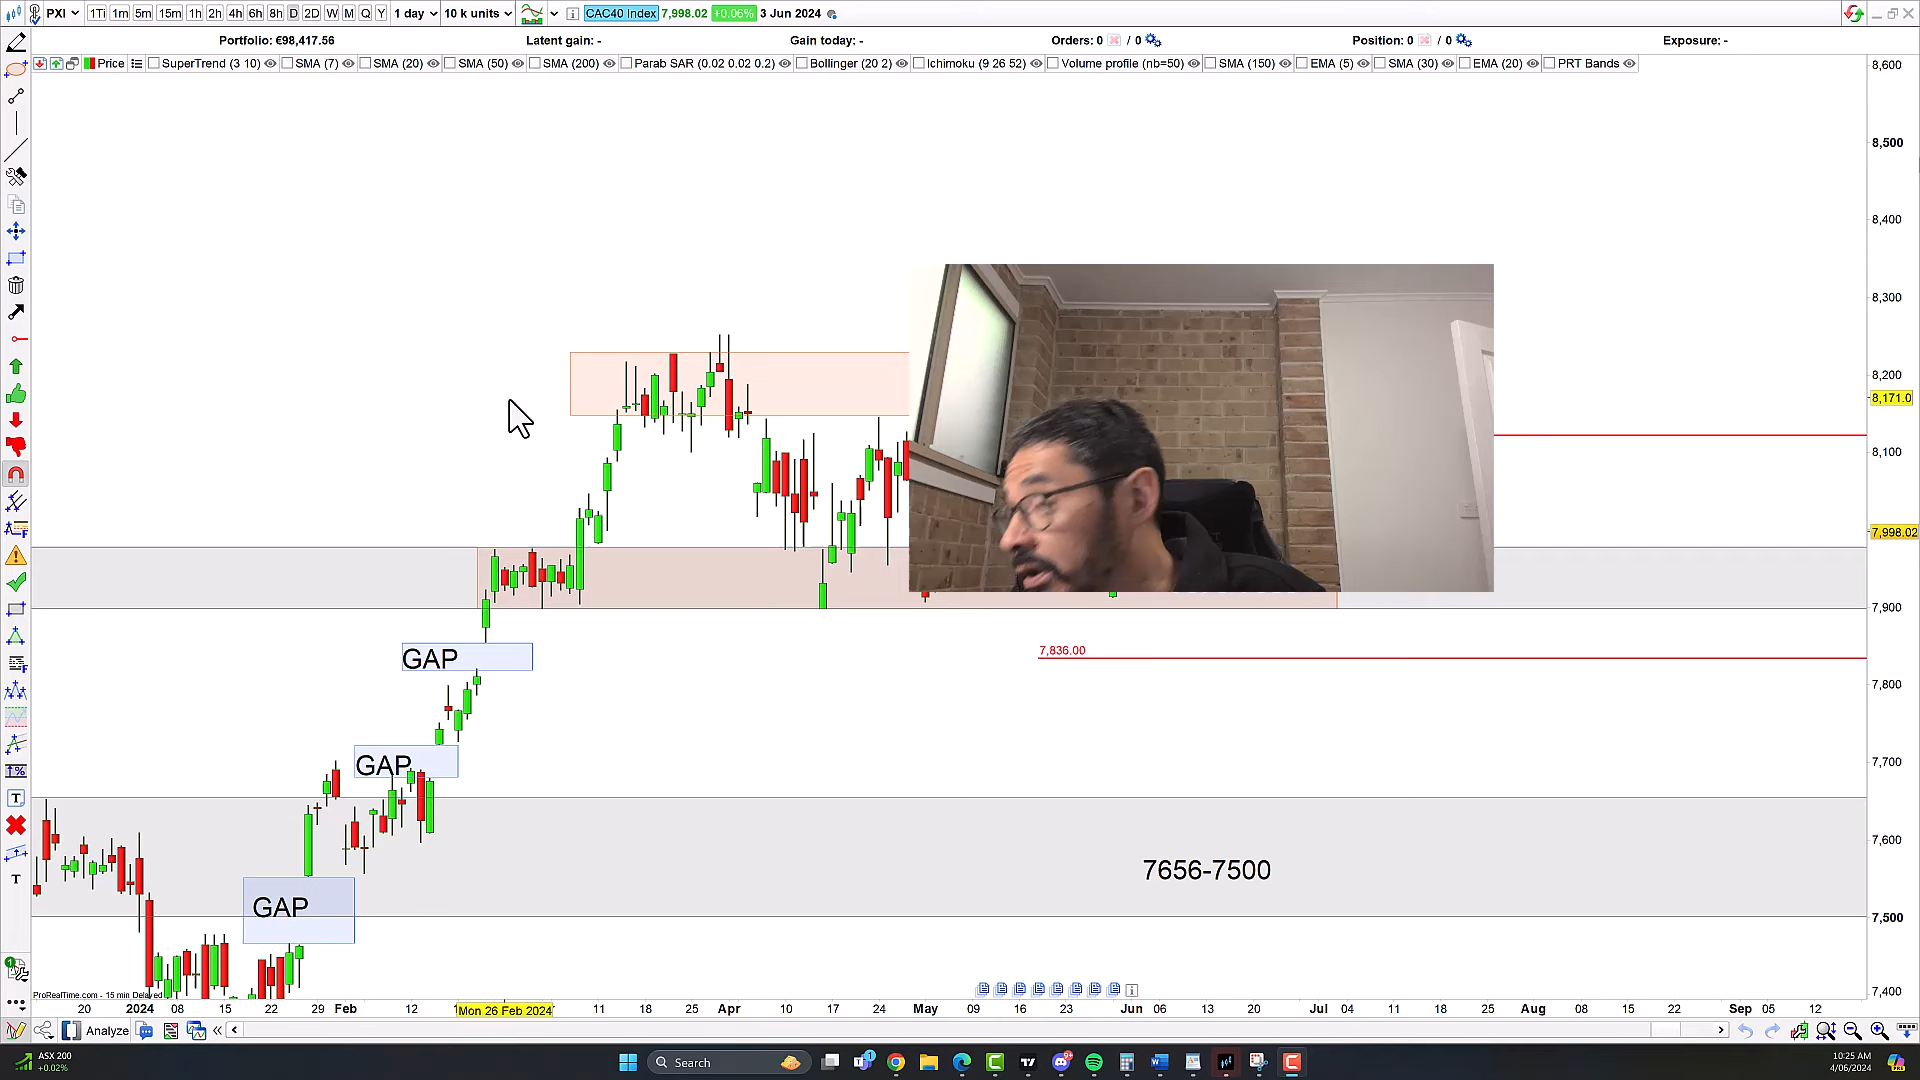 PXI 1Ti 1m 5m 15m 1h 2h 4h 6h 8h D 2D W M Q Y 1 day 10 k units CAC40 Index 7,998.02 +0.06% 3 Jun 2024
Portfolio: €98,417.56 Latent gain: - Gain today: - Orders: 0 / 0 Position: 0 / 0 Exposure: -
Price SuperTrend (3 10) SMA (7) SMA (20) SMA (50) SMA (200) Parab SAR (0.02 0.02 0.2) Bollinger (20 2) Ichimoku (9 26 52) Volume profile (nb=50) SMA (150) EMA (5) SMA (30) EMA (20) PRT Bands
8,600
8,500
8,400
8,300
8,200
8,171.0
8,100
7,998.02
7,900
7,800
7,700
7,600
7,500
7,400
GAP
7,836.00
GAP
7656-7500
GAP
ProRealTime.com - 15 min Delayed
20 2024 08 15 22 29 Feb 12 Mon 26 Feb 2024 11 18 25 Apr 10 17 24 May 09 16 23 Jun 06 13 20 Jul 04 11 18 25 Aug 08 15 22 Sep 05 12
Analyze
ASX 200
+0.02%
Search
10:25 AM
4/06/2024